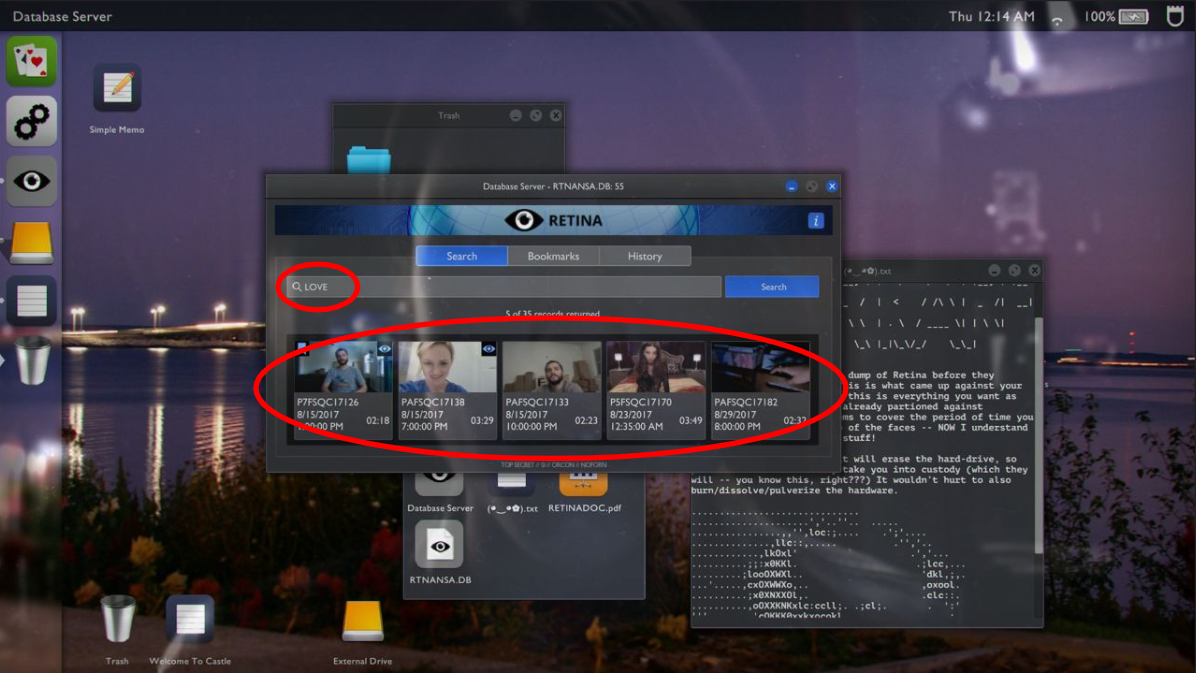 Database Server
Thu 12:14 AM
100%
Simple Memo
Trash
Database Server - RTNANSA.DB: 55
RETINA
i
Search
Bookmarks
History
LOVE
Search
5 of 35 records returned
P7FSQC17126
8/15/2017
1:00:00 PM
02:18
PAFSQC17138
8/15/2017
7:00:00 PM
03:29
PAFSQC17133
8/15/2017
10:00:00 PM
02:23
PSFSQC17170
8/23/2017
12:35:00 AM
03:49
PAFSQC17182
8/29/2017
8:00:00 PM
02:32
TOP SECRET // SI // ORCON // NOFORN
.txt
dump of Retina before they
is is what came up against your
this is everything you want as
already partioned against
ms to cover the period of time you
of the faces -- NOW I understand
stuff!
t will erase the hard-drive, so
take you into custody (which they
will -- you know this, right???) It wouldn't hurt to also
burn/dissolve/pulverize the hardware.
Database Server
(◕‿◕✿).txt
RETINADOC.pdf
RTNANSA.DB
Trash
Welcome To Castle
External Drive